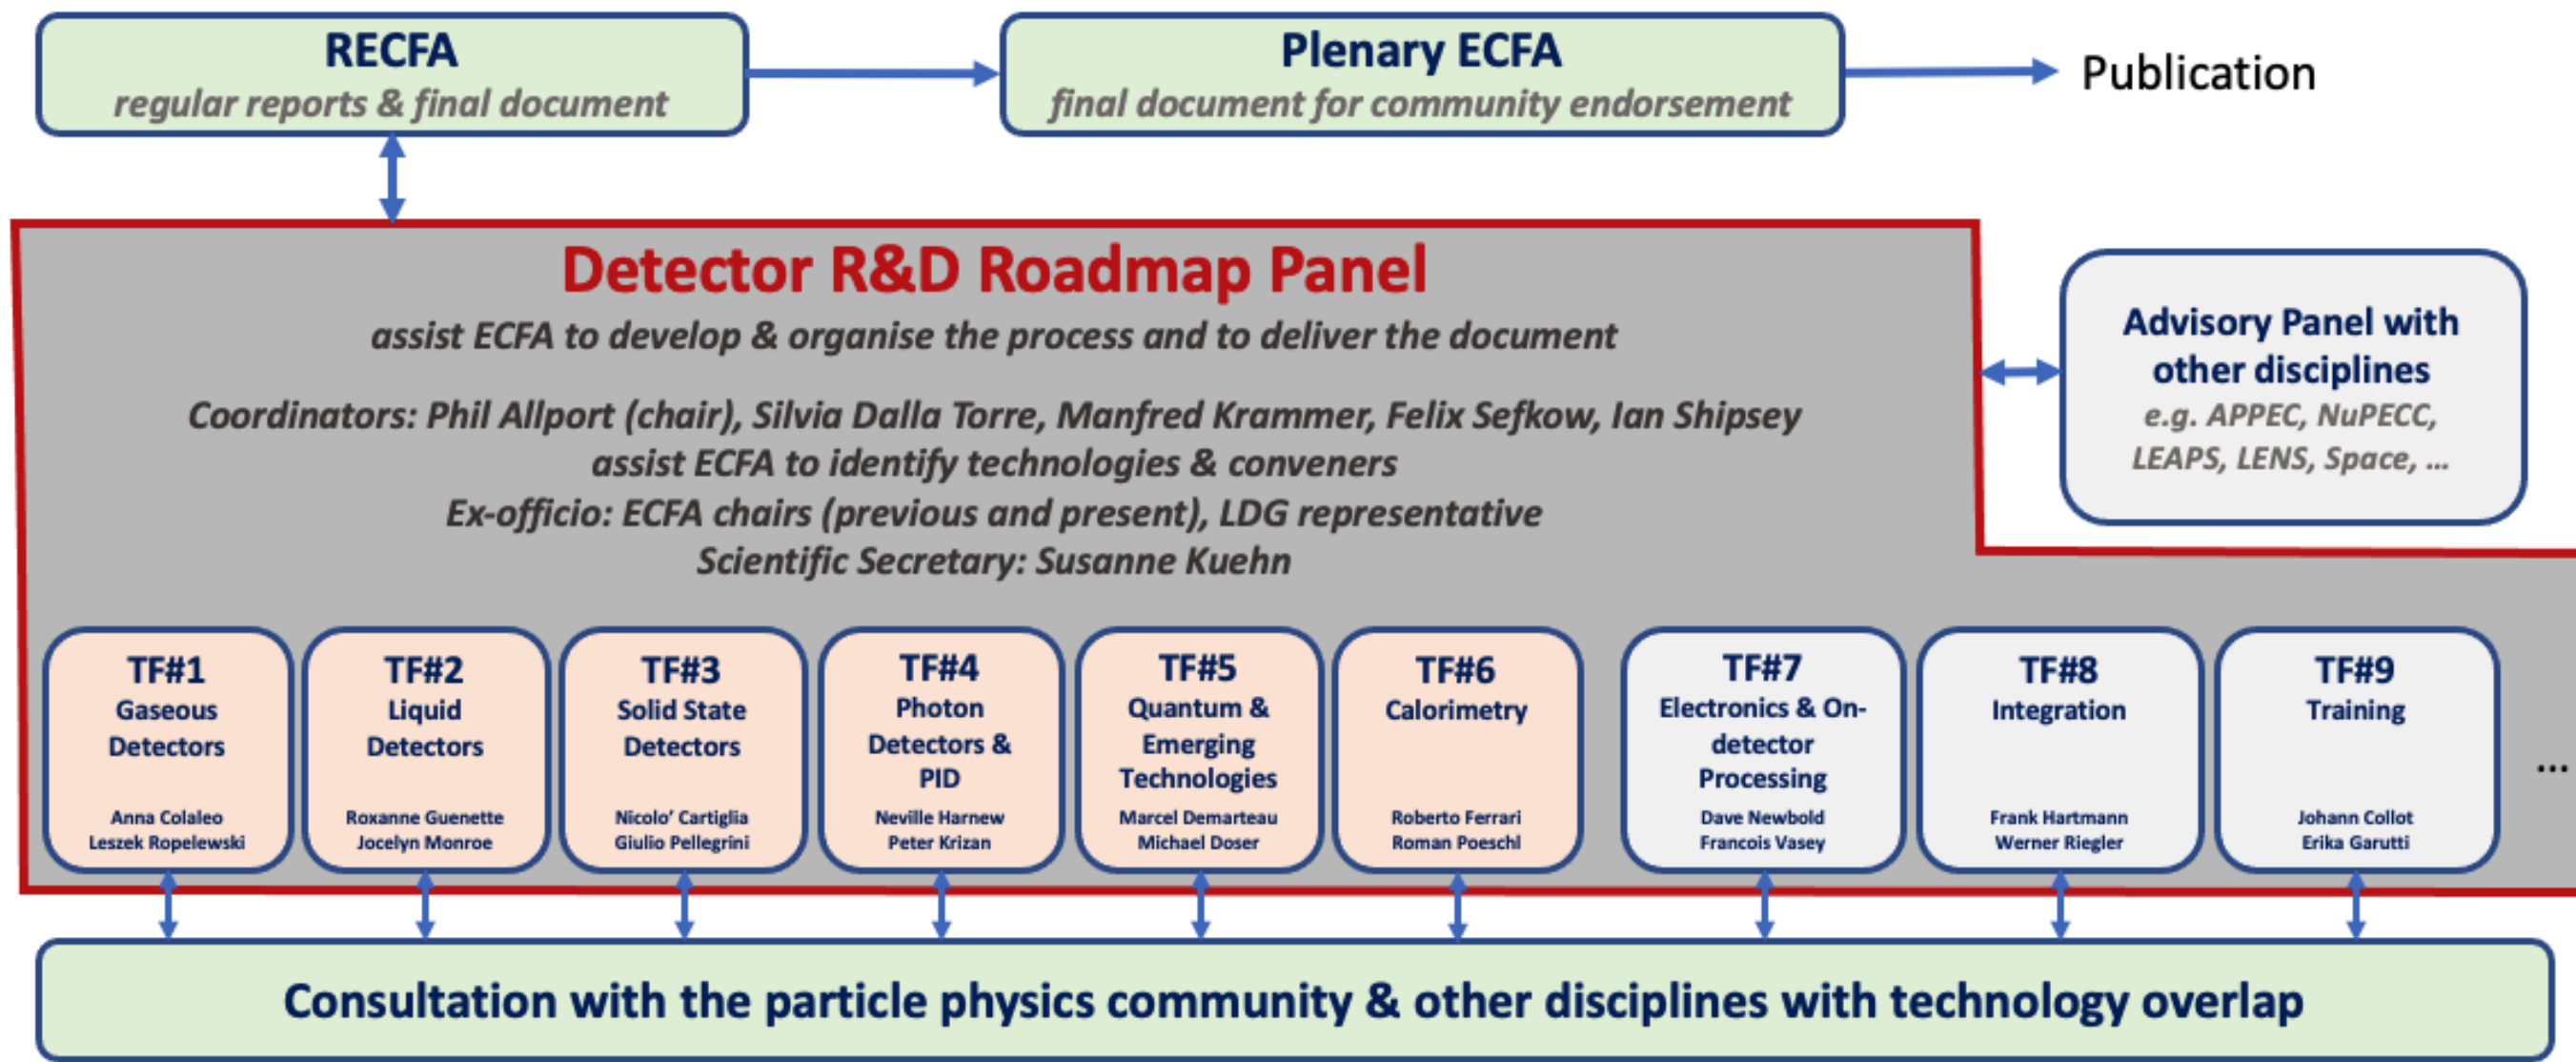 RECFA
regular reports & final document
Plenary ECFA
final document for community endorsement
Publication
Detector R&D Roadmap Panel
assist ECFA to develop & organise the process and to deliver the document
Coordinators: Phil Allport (chair), Silvia Dalla Torre, Manfred Krammer, Felix Sefkow, Ian Shipsey
assist ECFA to identify technologies & conveners
Ex-officio: ECFA chairs (previous and present), LDG representative
Scientific Secretary: Susanne Kuehn
Advisory Panel with
other disciplines
e.g. APPEC, NuPECC,
LEAPS, LENS, Space, ...
TF#1
Gaseous
Detectors
Anna Colaleo
Leszek Ropelewski
TF#2
Liquid
Detectors
Roxanne Guenette
Jocelyn Monroe
TF#3
Solid State
Detectors
Nicolo' Cartiglia
Giulio Pellegrini
TF#4
Photon
Detectors &
PID
Neville Harnew
Peter Krizan
TF#5
Quantum &
Emerging
Technologies
Marcel Demarteau
Michael Doser
TF#6
Calorimetry
Roberto Ferrari
Roman Poeschl
TF#7
Electronics & On-
detector
Processing
Dave Newbold
Francois Vasey
TF#8
Integration
Frank Hartmann
Werner Riegler
TF#9
Training
Johann Collot
Erika Garutti
...
Consultation with the particle physics community & other disciplines with technology overlap